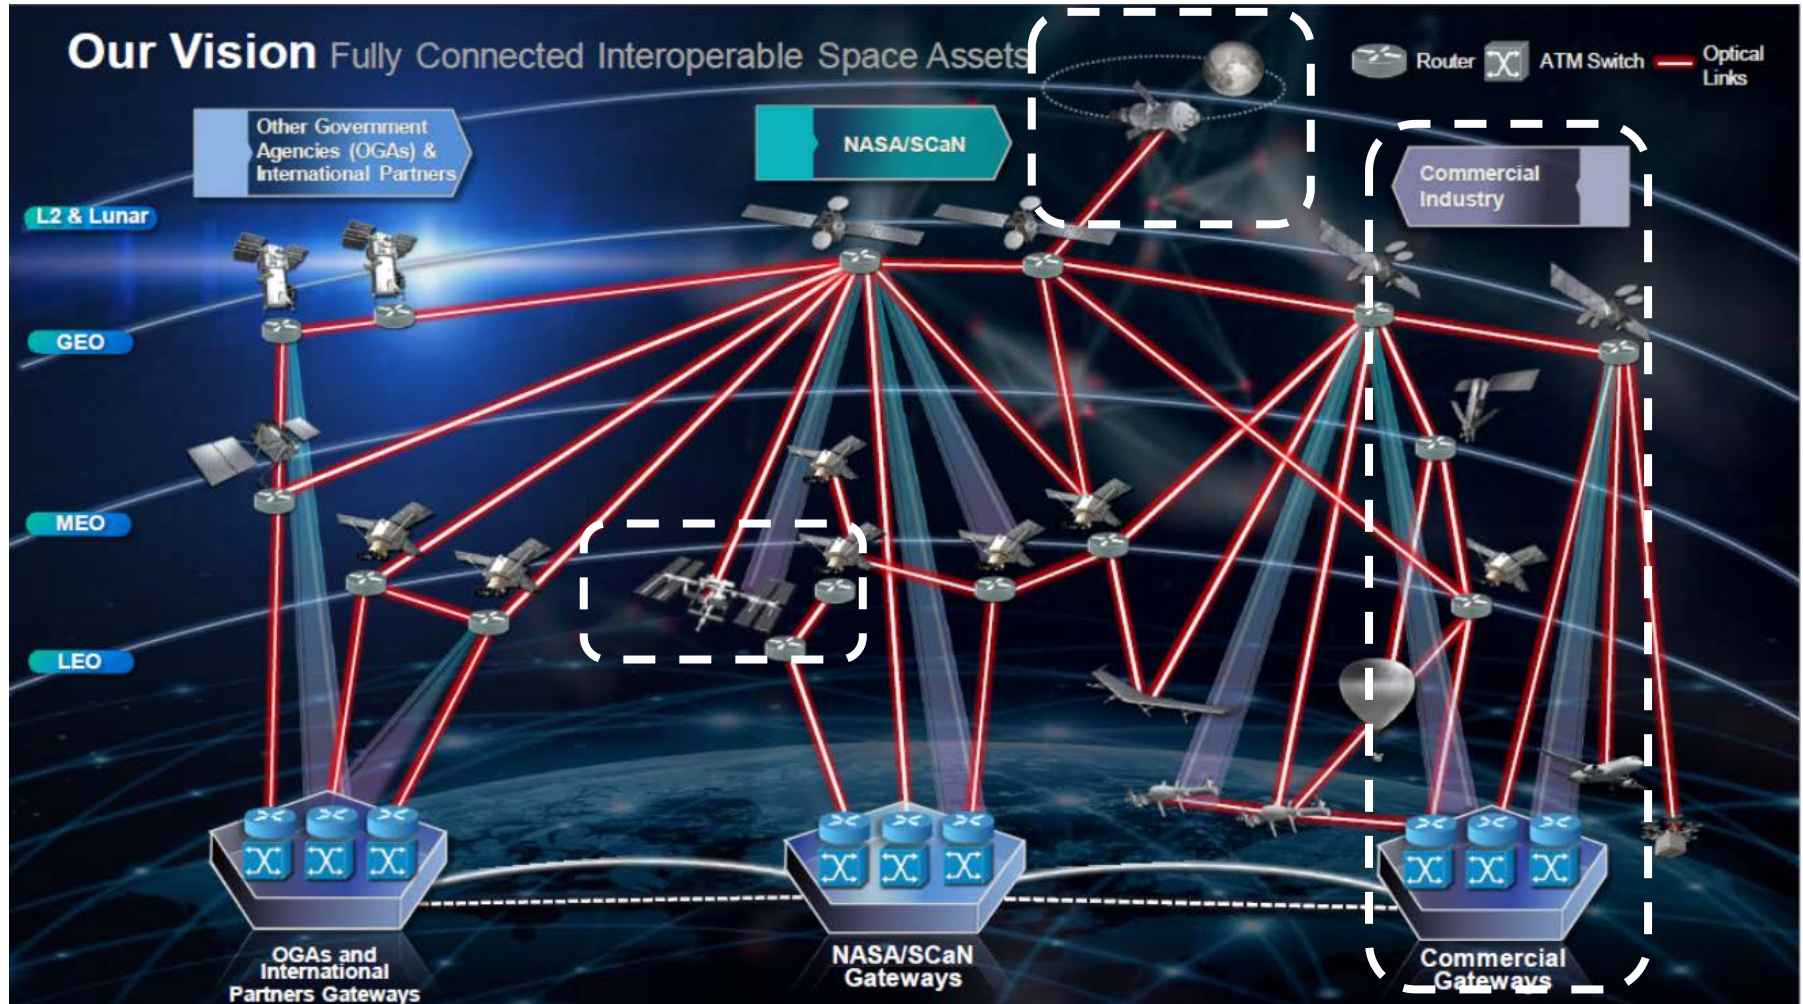 Our Vision Fully Connected Interoperable Space Assets
Router
ATM Switch
Optical
Links
Other Government
Agencies (OGAs) &
International Partners
NASA/SCaN
Commercial
Industry
L2 & Lunar
GEO
MEO
LEO
OGAs and
International
Partners Gateways
NASA/SCaN
Gateways
Commercial
Gateways